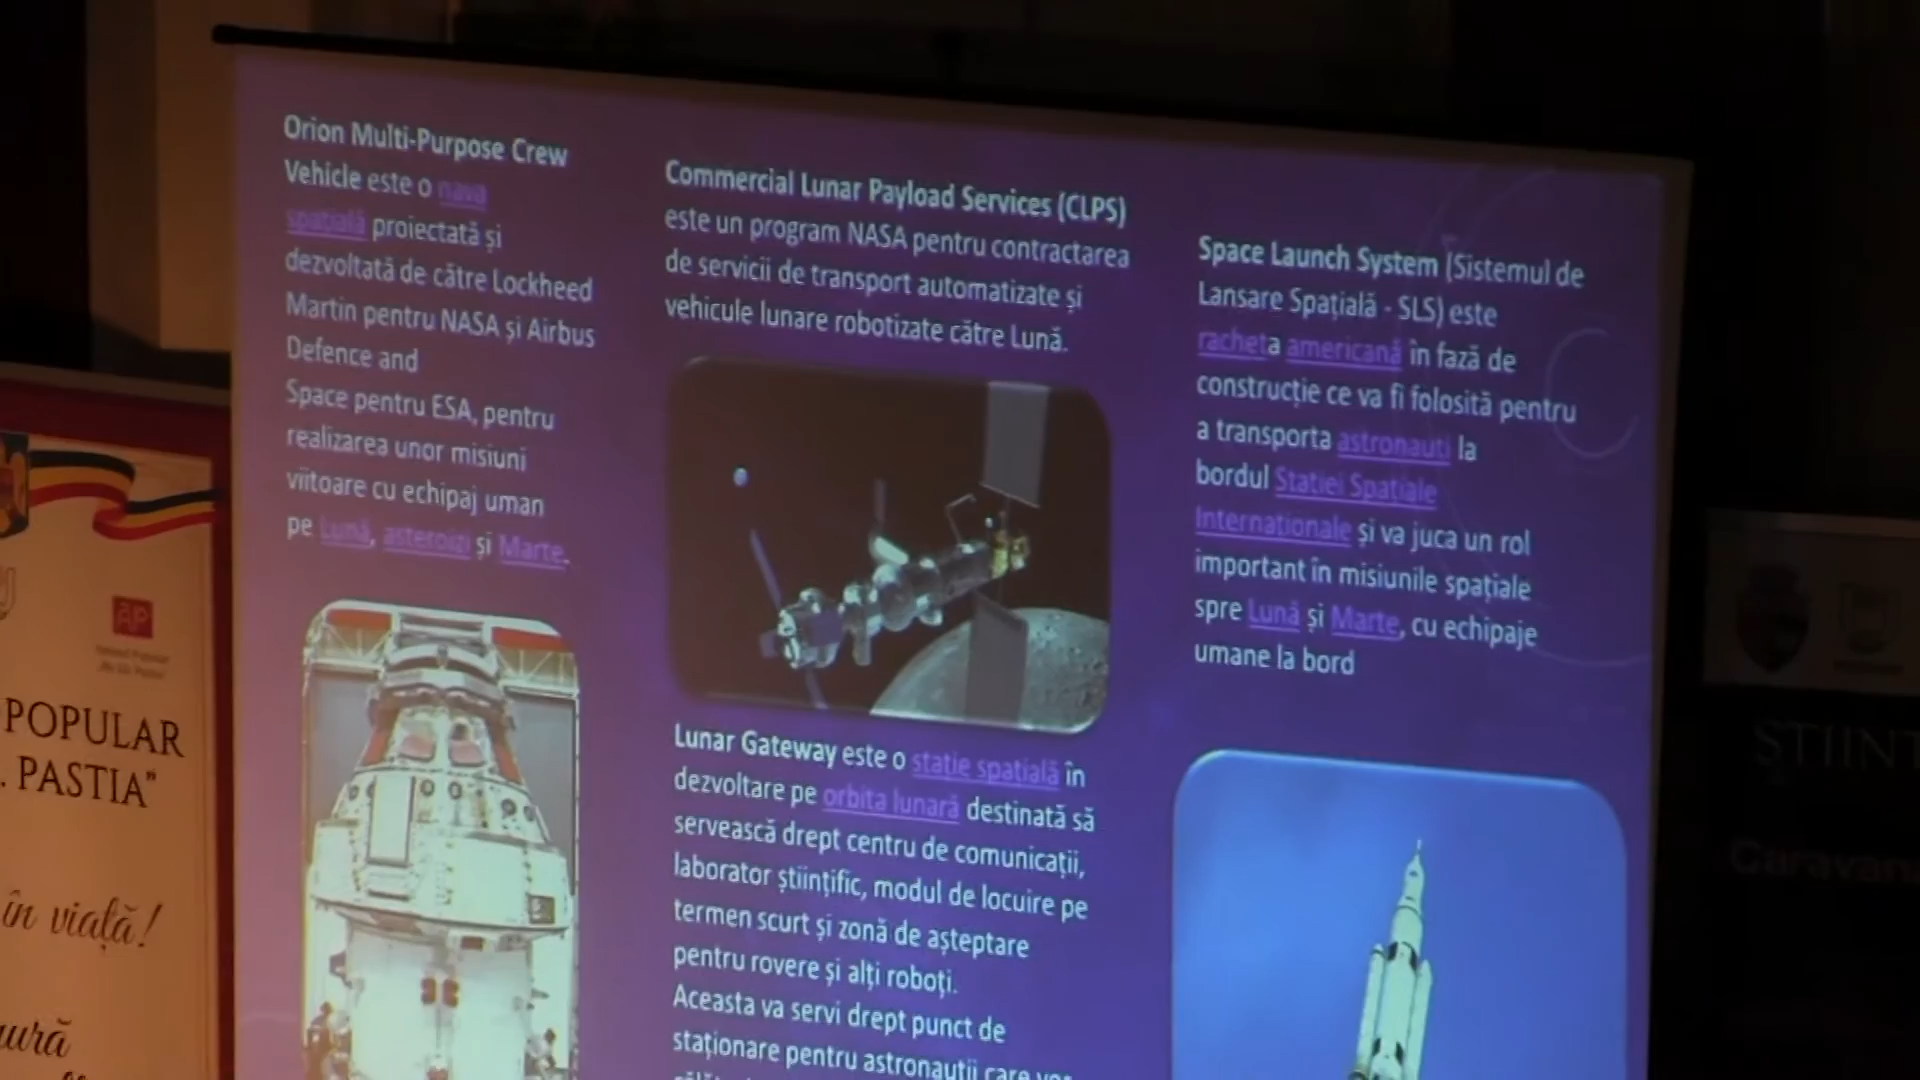 Orion Multi-Purpose Crew
Vehicle este o nava
spațială proiectată și
dezvoltată de către Lockheed
Martin pentru NASA și Airbus
Defence and
Space pentru ESA, pentru
realizarea unor misiuni
viitoare cu echipaj uman
pe Lună, asteroizi și Marte.
Commercial Lunar Payload Services (CLPS)
este un program NASA pentru contractarea
de servicii de transport automatizate și
vehicule lunare robotizate către Lună.
Lunar Gateway este o stație spațială în
dezvoltare pe orbita lunară destinată să
servească drept centru de comunicații,
laborator științific, modul de locuire pe
termen scurt și zonă de așteptare
pentru rovere și alți roboți.
Aceasta va servi drept punct de
staționare pentru astronauții care vor
Space Launch System (Sistemul de
Lansare Spațială - SLS) este
racheta americană în fază de
construcție ce va fi folosită pentru
a transporta astronauți la
bordul Stației Spațiale
Internaționale și va juca un rol
important în misiunile spațiale
spre Lună și Marte, cu echipaje
umane la bord
AP
POPULAR
. PASTIA"
în viață!
ȘTIINȚ
Caravana